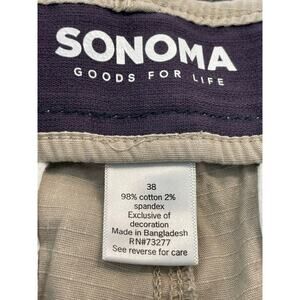 SONOMA
GOODS FOR LIFE
38
98% cotton 2%
spandex
Exclusive of
decoration
Made in Bangladesh
RN#73277
See reverse for care